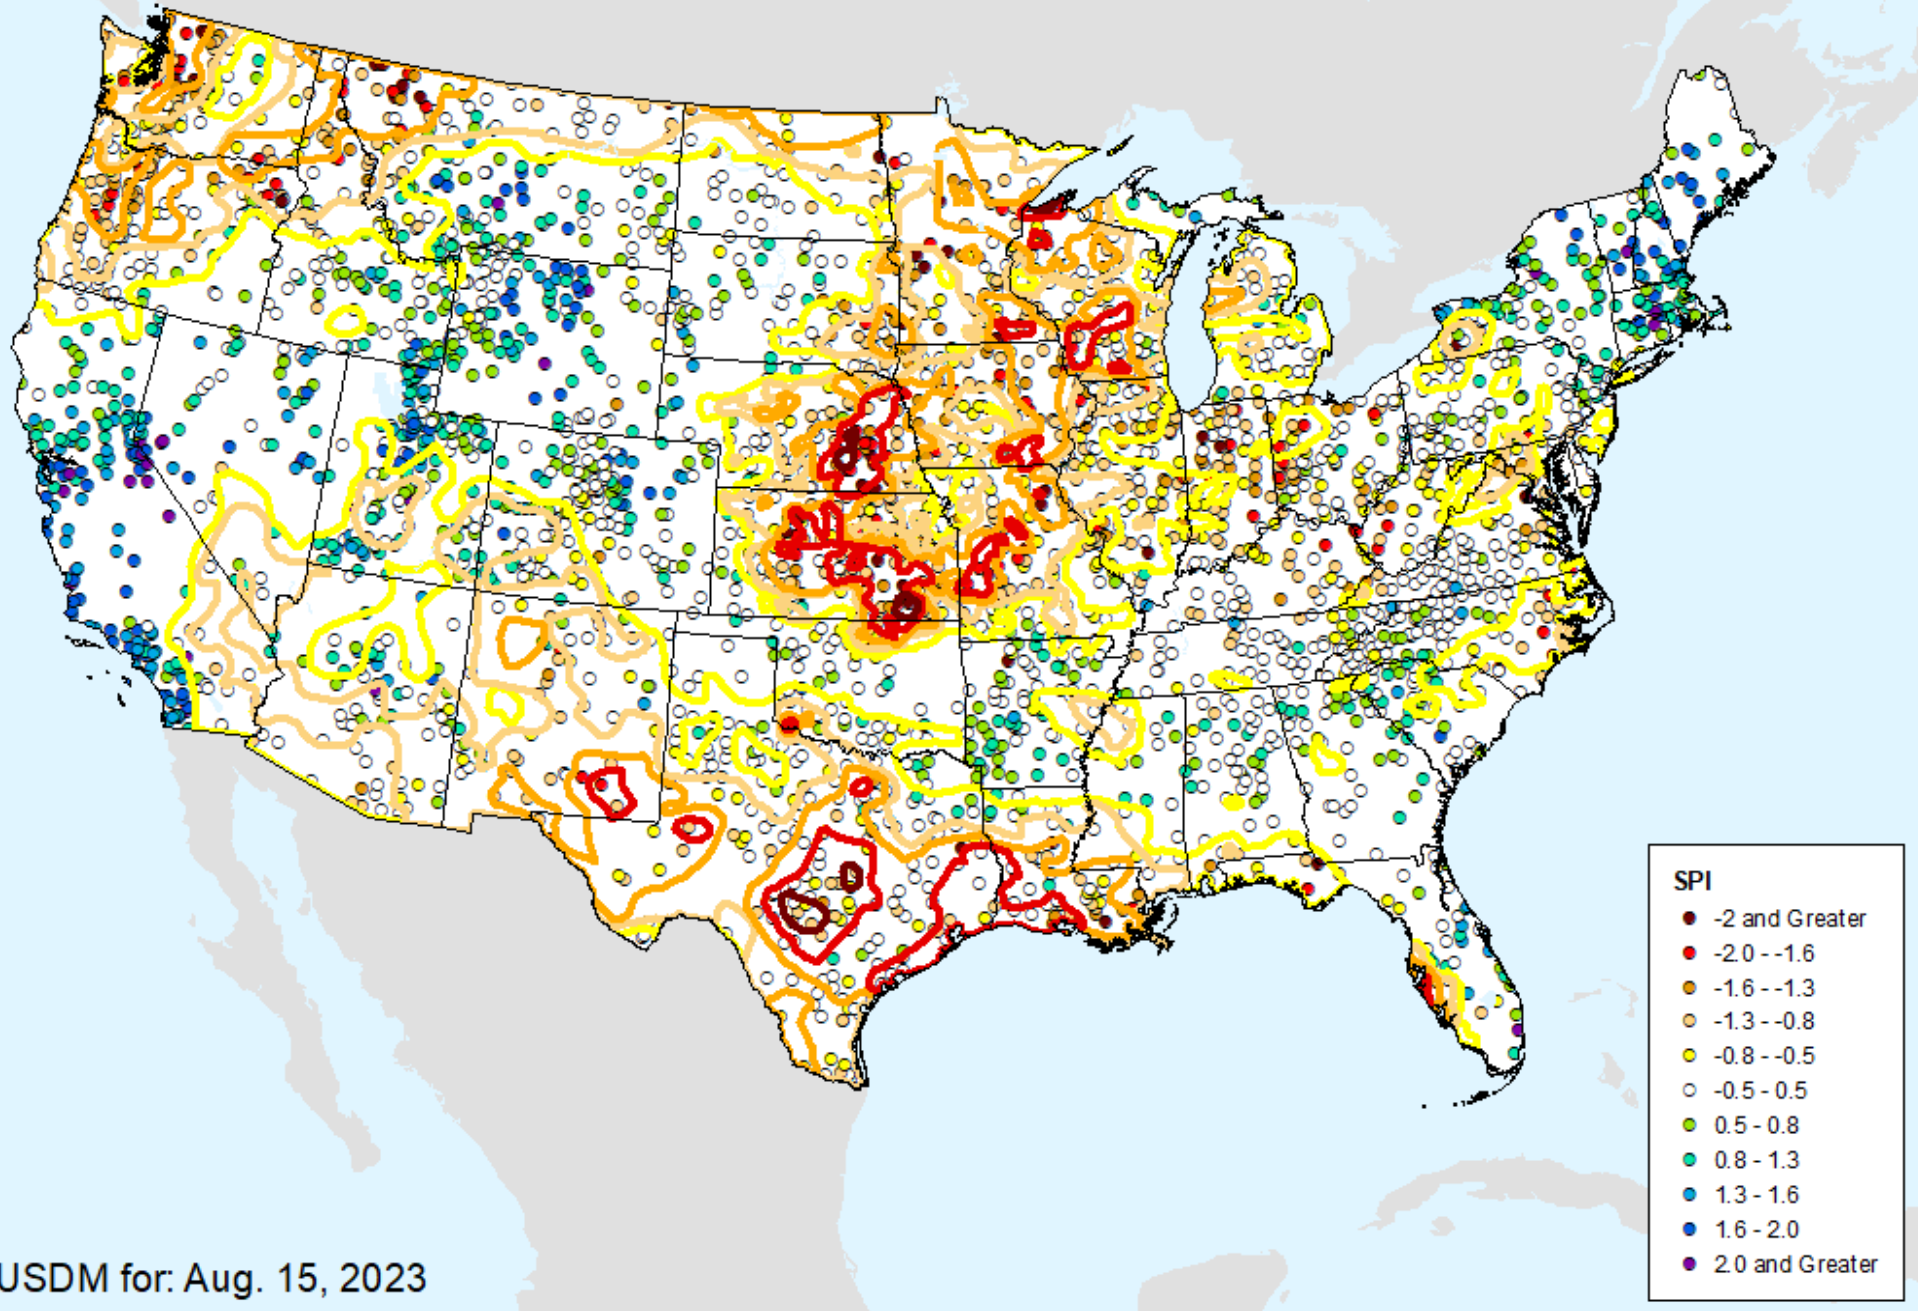 SPI
-2 and Greater
-2.0 - -1.6
-1.6 - -1.3
-1.3 - -0.8
-0.8 - -0.5
-0.5 - 0.5
0.5 - 0.8
0.8 - 1.3
1.3 - 1.6
1.6 - 2.0
2.0 and Greater
USDM for: Aug. 15, 2023